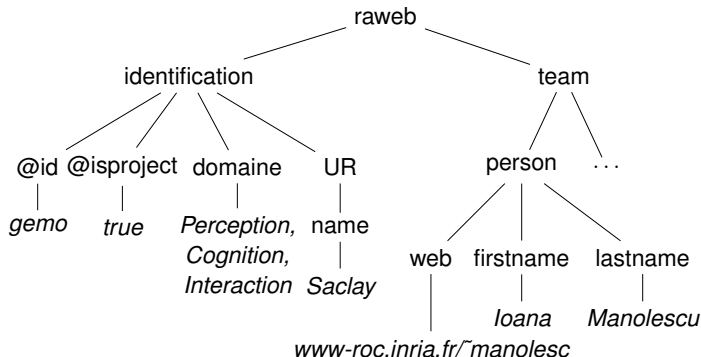 raweb
identification team
@id @isproject domaine UR person ...
gemo true Perception, name
Cognition, web firstname lastname
Interaction Saclay
Ioana Manolescu
www-roc.inria.fr/~manolesc